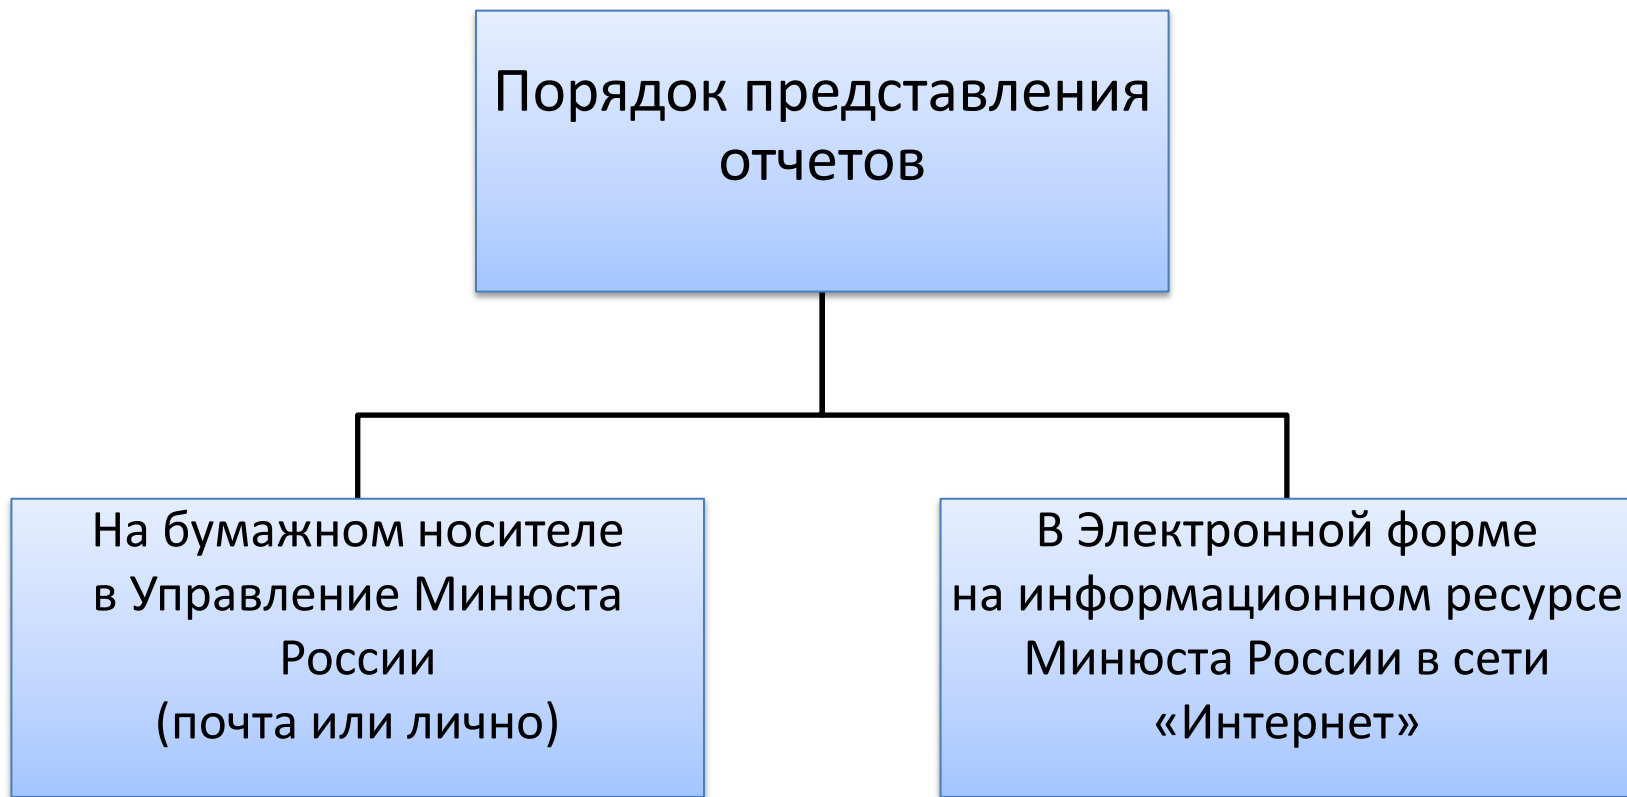 Порядок представления
отчетов
На бумажном носителе
в Управление Минюста
России
(почта или лично)
В Электронной форме
на информационном ресурсе
Минюста России в сети
«Интернет»